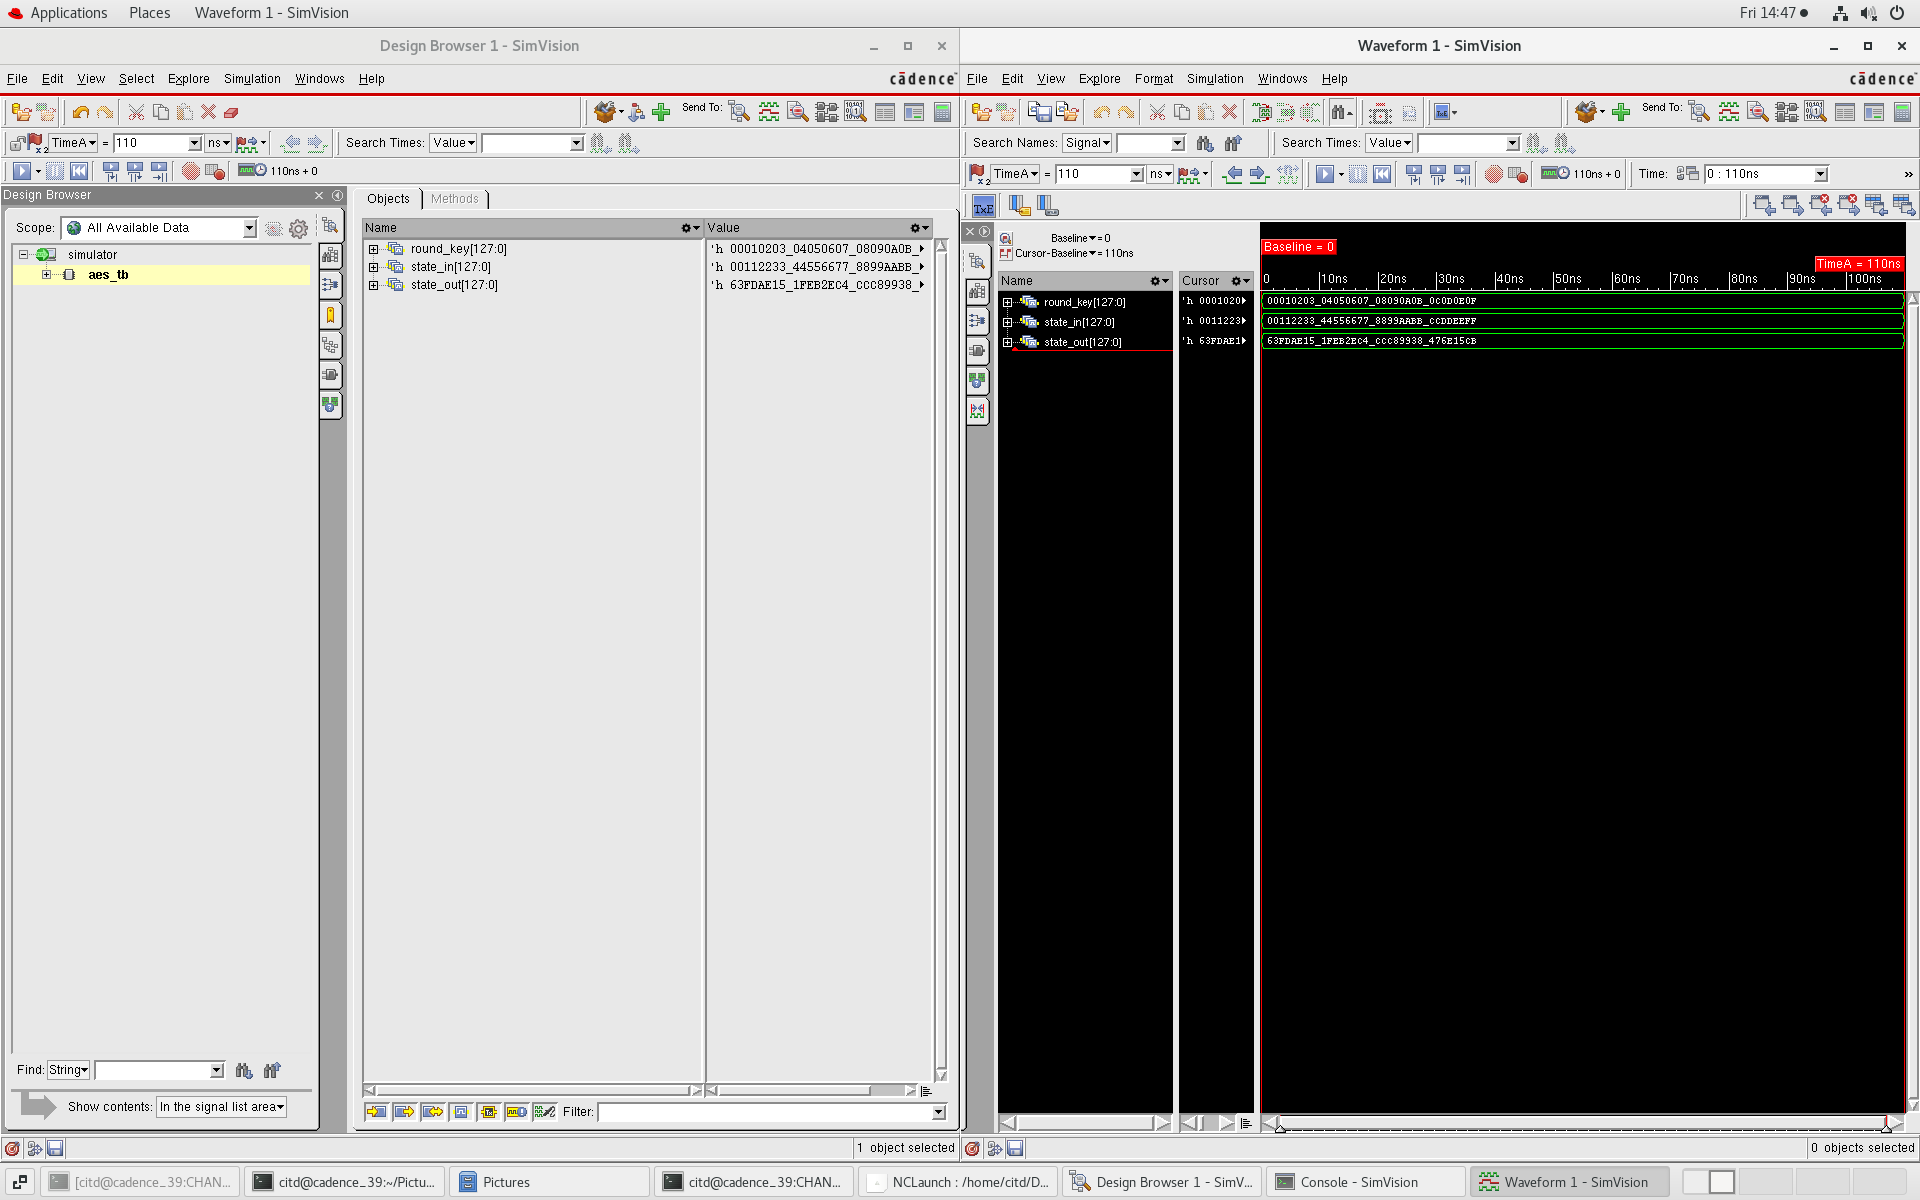 Applications Places Waveform 1 - SimVision Fri 14:47
Design Browser 1 - SimVision
File Edit View Select Explore Simulation Windows Help cādence
Send To:
TimeA = 110 ns Search Times: Value
110ns + 0
Design Browser
Scope: All Available Data
simulator
aes_tb
Find: String
Show contents: In the signal list area
Objects Methods
Name Value
round_key[127:0] 'h 00010203_04050607_08090A0B_
state_in[127:0] 'h 00112233_44556677_8899AABB_
state_out[127:0] 'h 63FDAE15_1FEB2EC4_CCC89938_
Filter:
1 object selected
Waveform 1 - SimVision
File Edit View Explore Format Simulation Windows Help cādence
Send To:
Search Names: Signal Search Times: Value
TimeA = 110 ns 110ns + 0 Time: 0 : 110ns »
TxE
Baseline = 0
Cursor-Baseline = 110ns
Baseline = 0
TimeA = 110ns
Name Cursor 0 10ns 20ns 30ns 40ns 50ns 60ns 70ns 80ns 90ns 100ns
round_key[127:0] 'h 0001020 00010203_04050607_08090A0B_0C0D0E0F
state_in[127:0] 'h 0011223 00112233_44556677_8899AABB_CCDDEEFF
state_out[127:0] 'h 63FDAE1 63FDAE15_1FEB2EC4_CCC89938_476E15CB
0 objects selected
[citd@cadence_39:CHAN... citd@cadence_39:~/Pictu... Pictures citd@cadence_39:CHAN... NCLaunch : /home/citd/D... Design Browser 1 - SimV... Console - SimVision Waveform 1 - SimVision